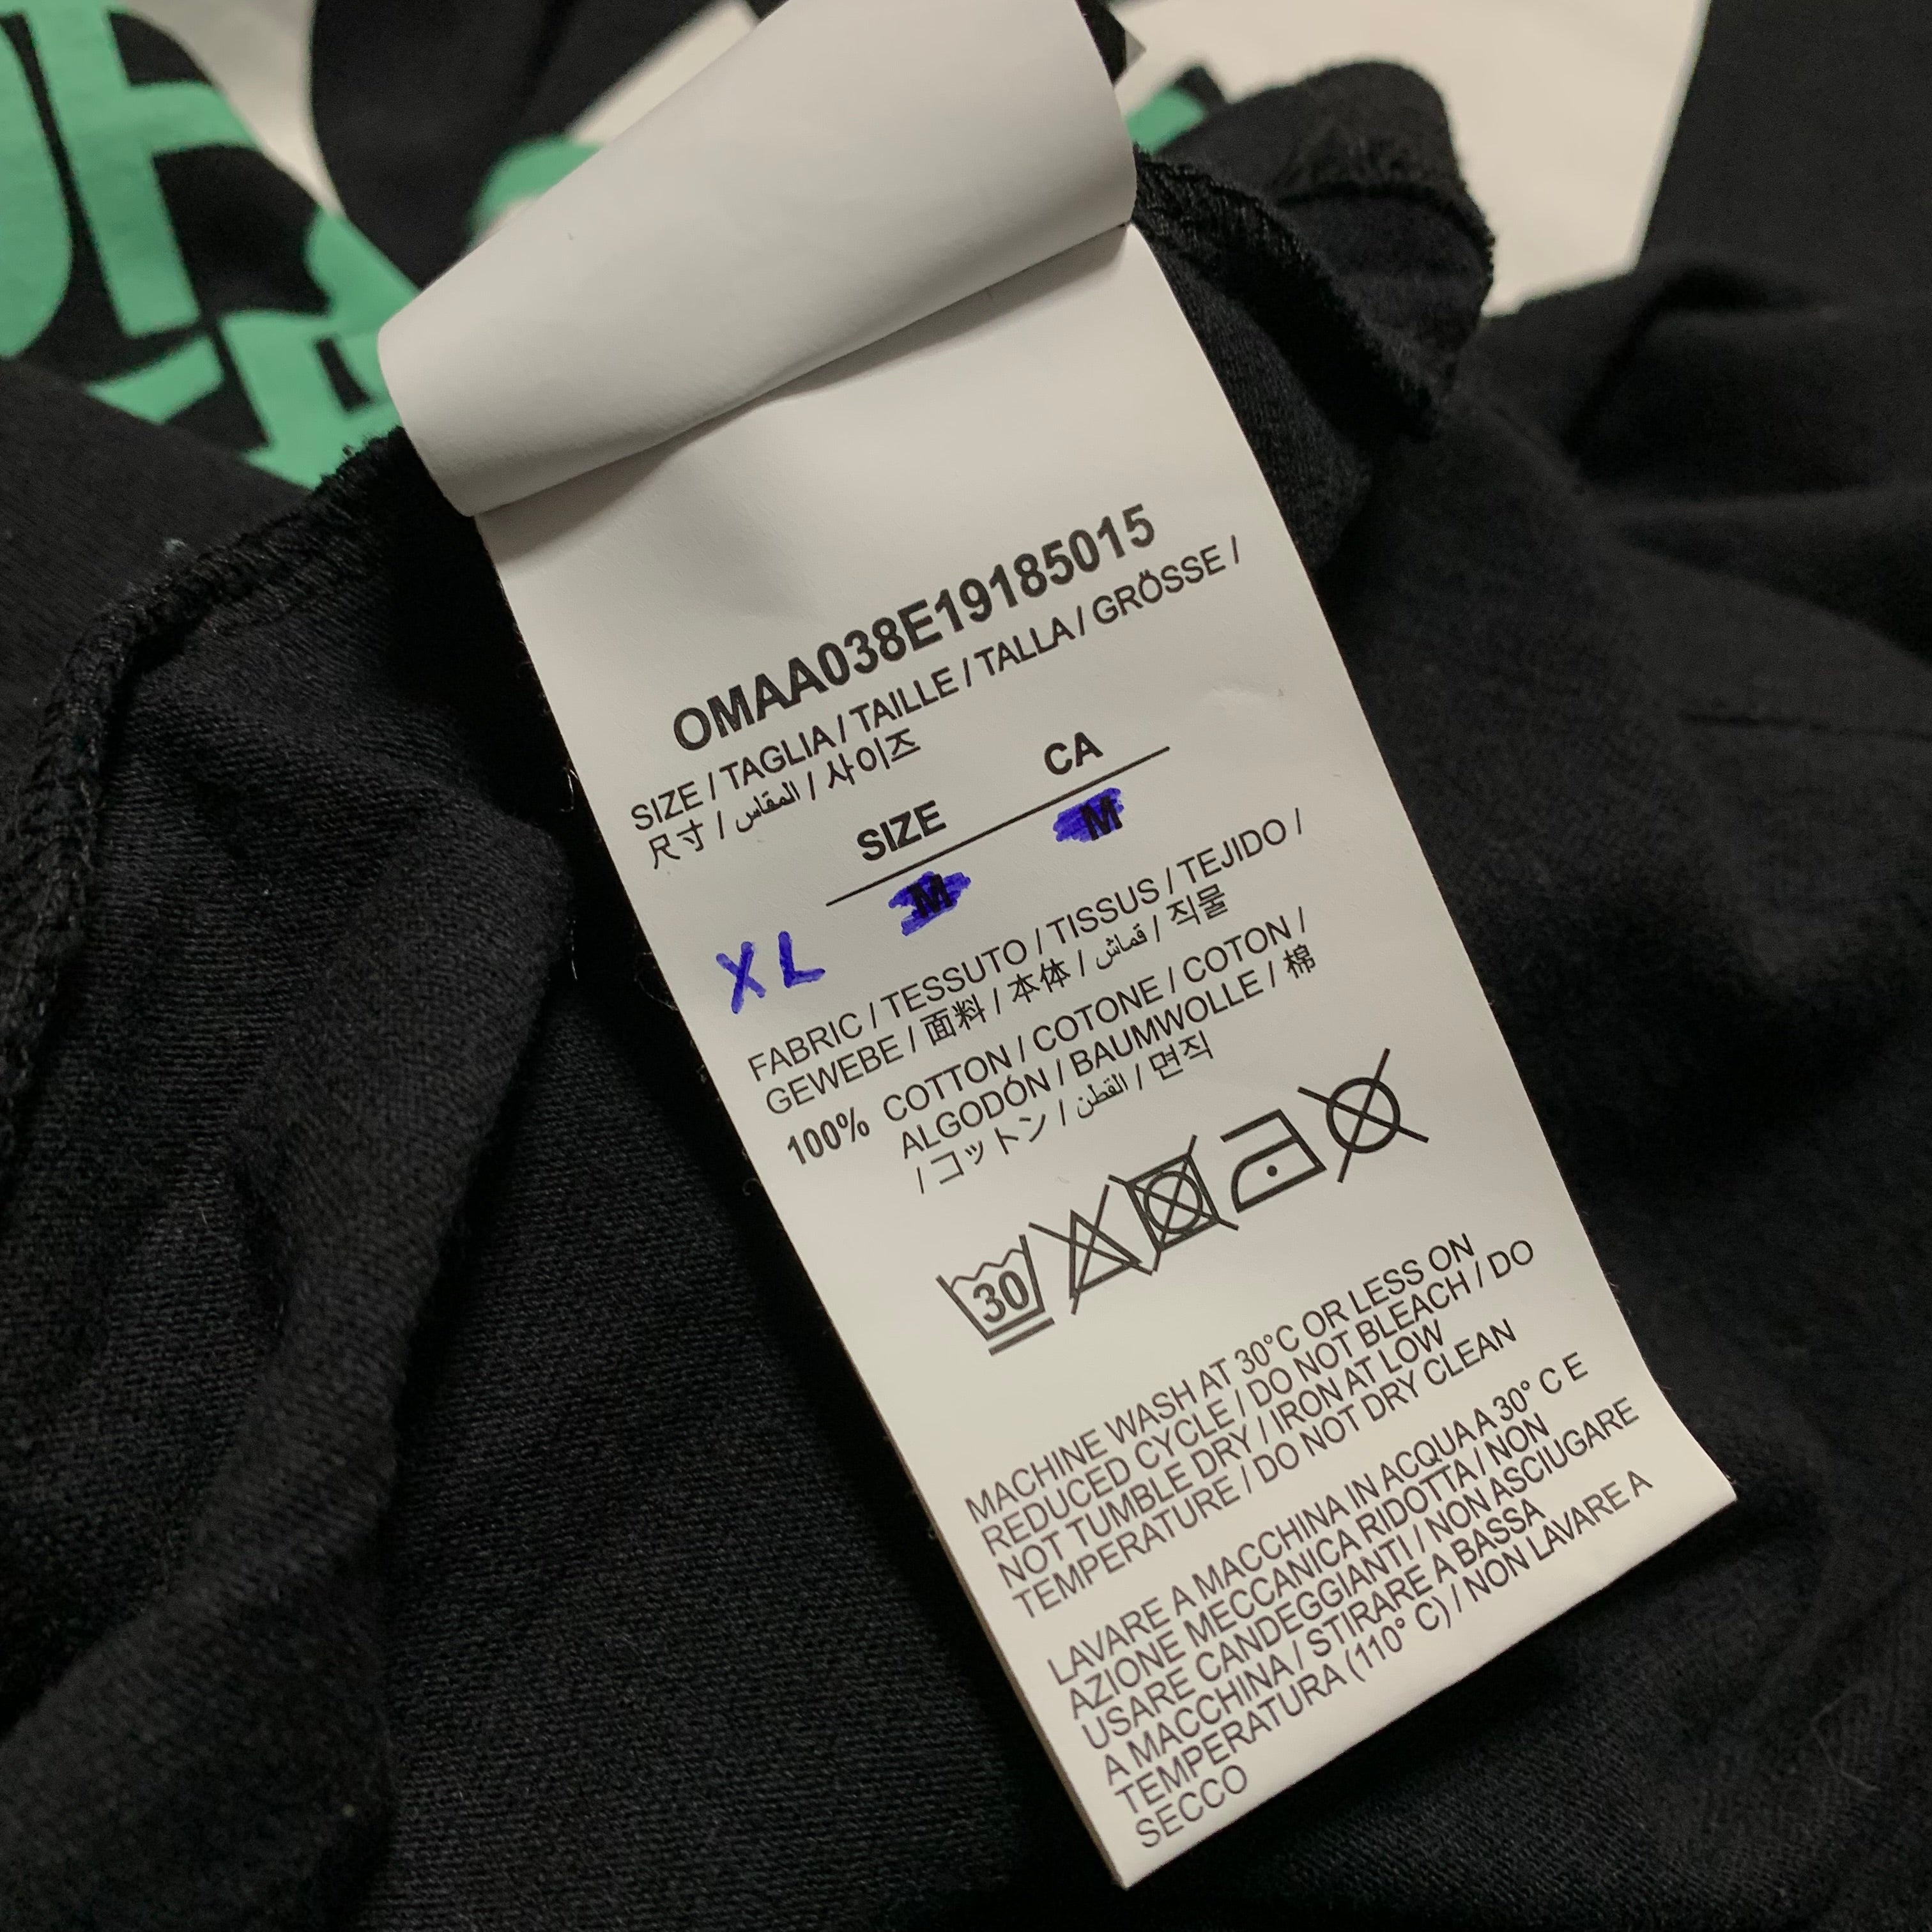 OMAA038E19185015
SIZE / TAGLIA / TAILLE / TALLA / GRÖSSE /
尺寸 / المقاس / 사이즈
SIZE CA
M M
XL
FABRIC / TESSUTO / TISSUS / TEJIDO /
GEWEBE / 面料 / 本体 / قماش / 직물
100% COTTON / COTONE / COTON /
ALGODÓN / BAUMWOLLE / 棉
/ コットン / القطن / 면직
30
MACHINE WASH AT 30°C OR LESS ON
REDUCED CYCLE / DO NOT BLEACH / DO
NOT TUMBLE DRY / IRON AT LOW
TEMPERATURE / DO NOT DRY CLEAN
LAVARE A MACCHINA IN ACQUA A 30° C E
AZIONE MECCANICA RIDOTTA / NON
USARE CANDEGGIANTI / NON ASCIUGARE
A MACCHINA / STIRARE A BASSA
TEMPERATURA (110° C) / NON LAVARE A
SECCO